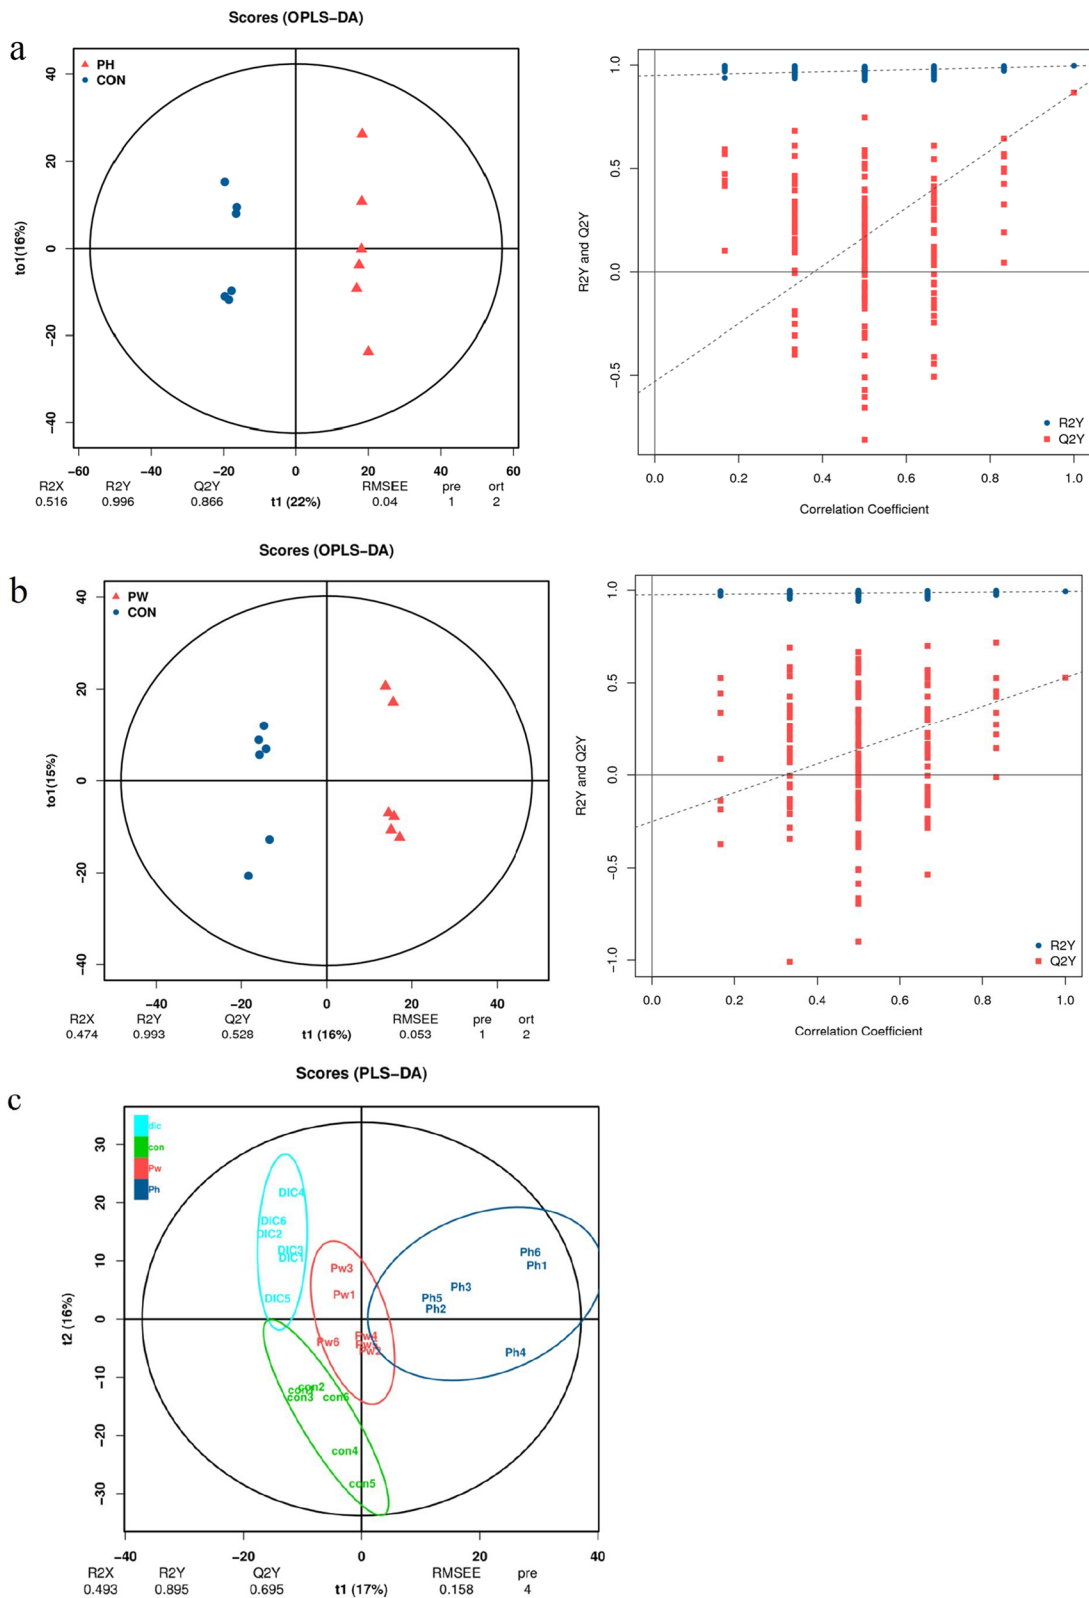 Scores (OPLS−DA)
a
PH
CON
40
20
0
−20
−40
to1(16%)
−60 −40 −20 0 20 40 60
R2X R2Y Q2Y RMSEE pre ort
0.516 0.996 0.866 t1 (22%) 0.04 1 2
1.0
0.5
0.0
−0.5
R2Y and Q2Y
R2Y
Q2Y
0.0 0.2 0.4 0.6 0.8 1.0
Correlation Coefficient
Scores (OPLS−DA)
b
PW
CON
40
20
0
−20
−40
to1(15%)
−40 −20 0 20 40
R2X R2Y Q2Y RMSEE pre ort
0.474 0.993 0.528 t1 (16%) 0.053 1 2
1.0
0.5
0.0
−0.5
−1.0
R2Y and Q2Y
R2Y
Q2Y
0.0 0.2 0.4 0.6 0.8 1.0
Correlation Coefficient
Scores (PLS−DA)
c
dic
con
Pw
Ph
30
20
10
0
−10
−20
−30
t2 (16%)
DIC4
DIC6
DIC2
DIC3
DIC1
DIC5
Pw3
Pw1
Pw4
Pw6
Pw2
Ph6
Ph1
Ph3
Ph5
Ph2
Ph4
con2
con3
con6
con4
con5
−40 −20 0 20 40
R2X R2Y Q2Y RMSEE pre
0.493 0.895 0.695 t1 (17%) 0.158 4